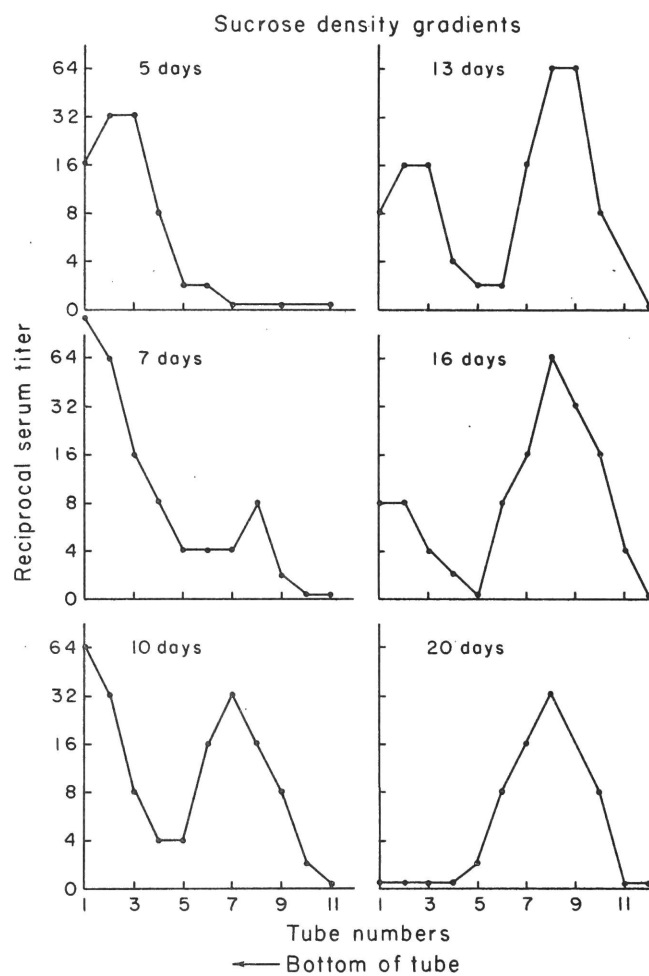 Sucrose density gradients
5 days
13 days
64
32
16
8
4
0
7 days
16 days
64
32
16
8
4
0
10 days
20 days
64
32
16
8
4
0
1 3 5 7 9 11
1 3 5 7 9 11
Reciprocal serum titer
Tube numbers
← Bottom of tube